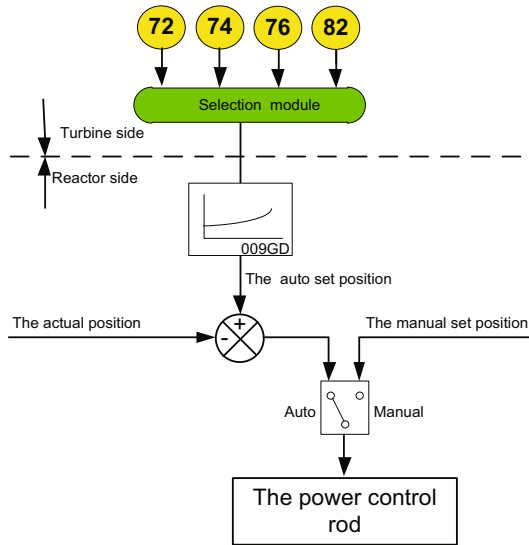 72 74 76 82
Selection module
Turbine side
Reactor side
009GD
The auto set position
The actual position
+
-
The manual set position
Auto
Manual
The power control
rod